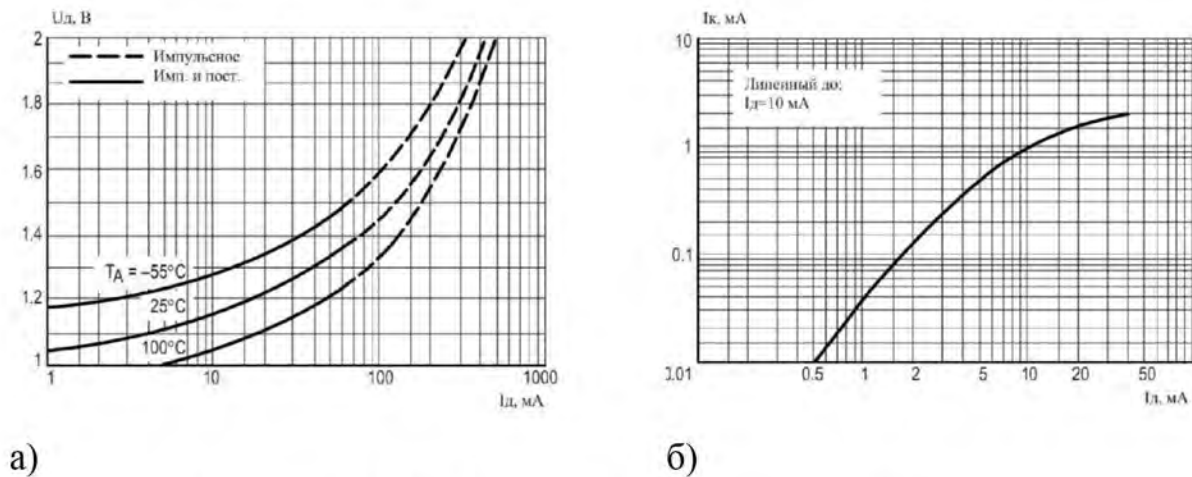 Uд, В
2
1.8
1.6
1.4
1.2
1
Импульсное
Имп. и пост.
TA = –55°C
25°C
100°C
1
10
100
1000
Iд, мА
а)
Iк, мА
10
1
0.1
0.01
Линенный до:
Iд=10 мА
0.5
1
2
5
10
20
50
Iд, мА
б)